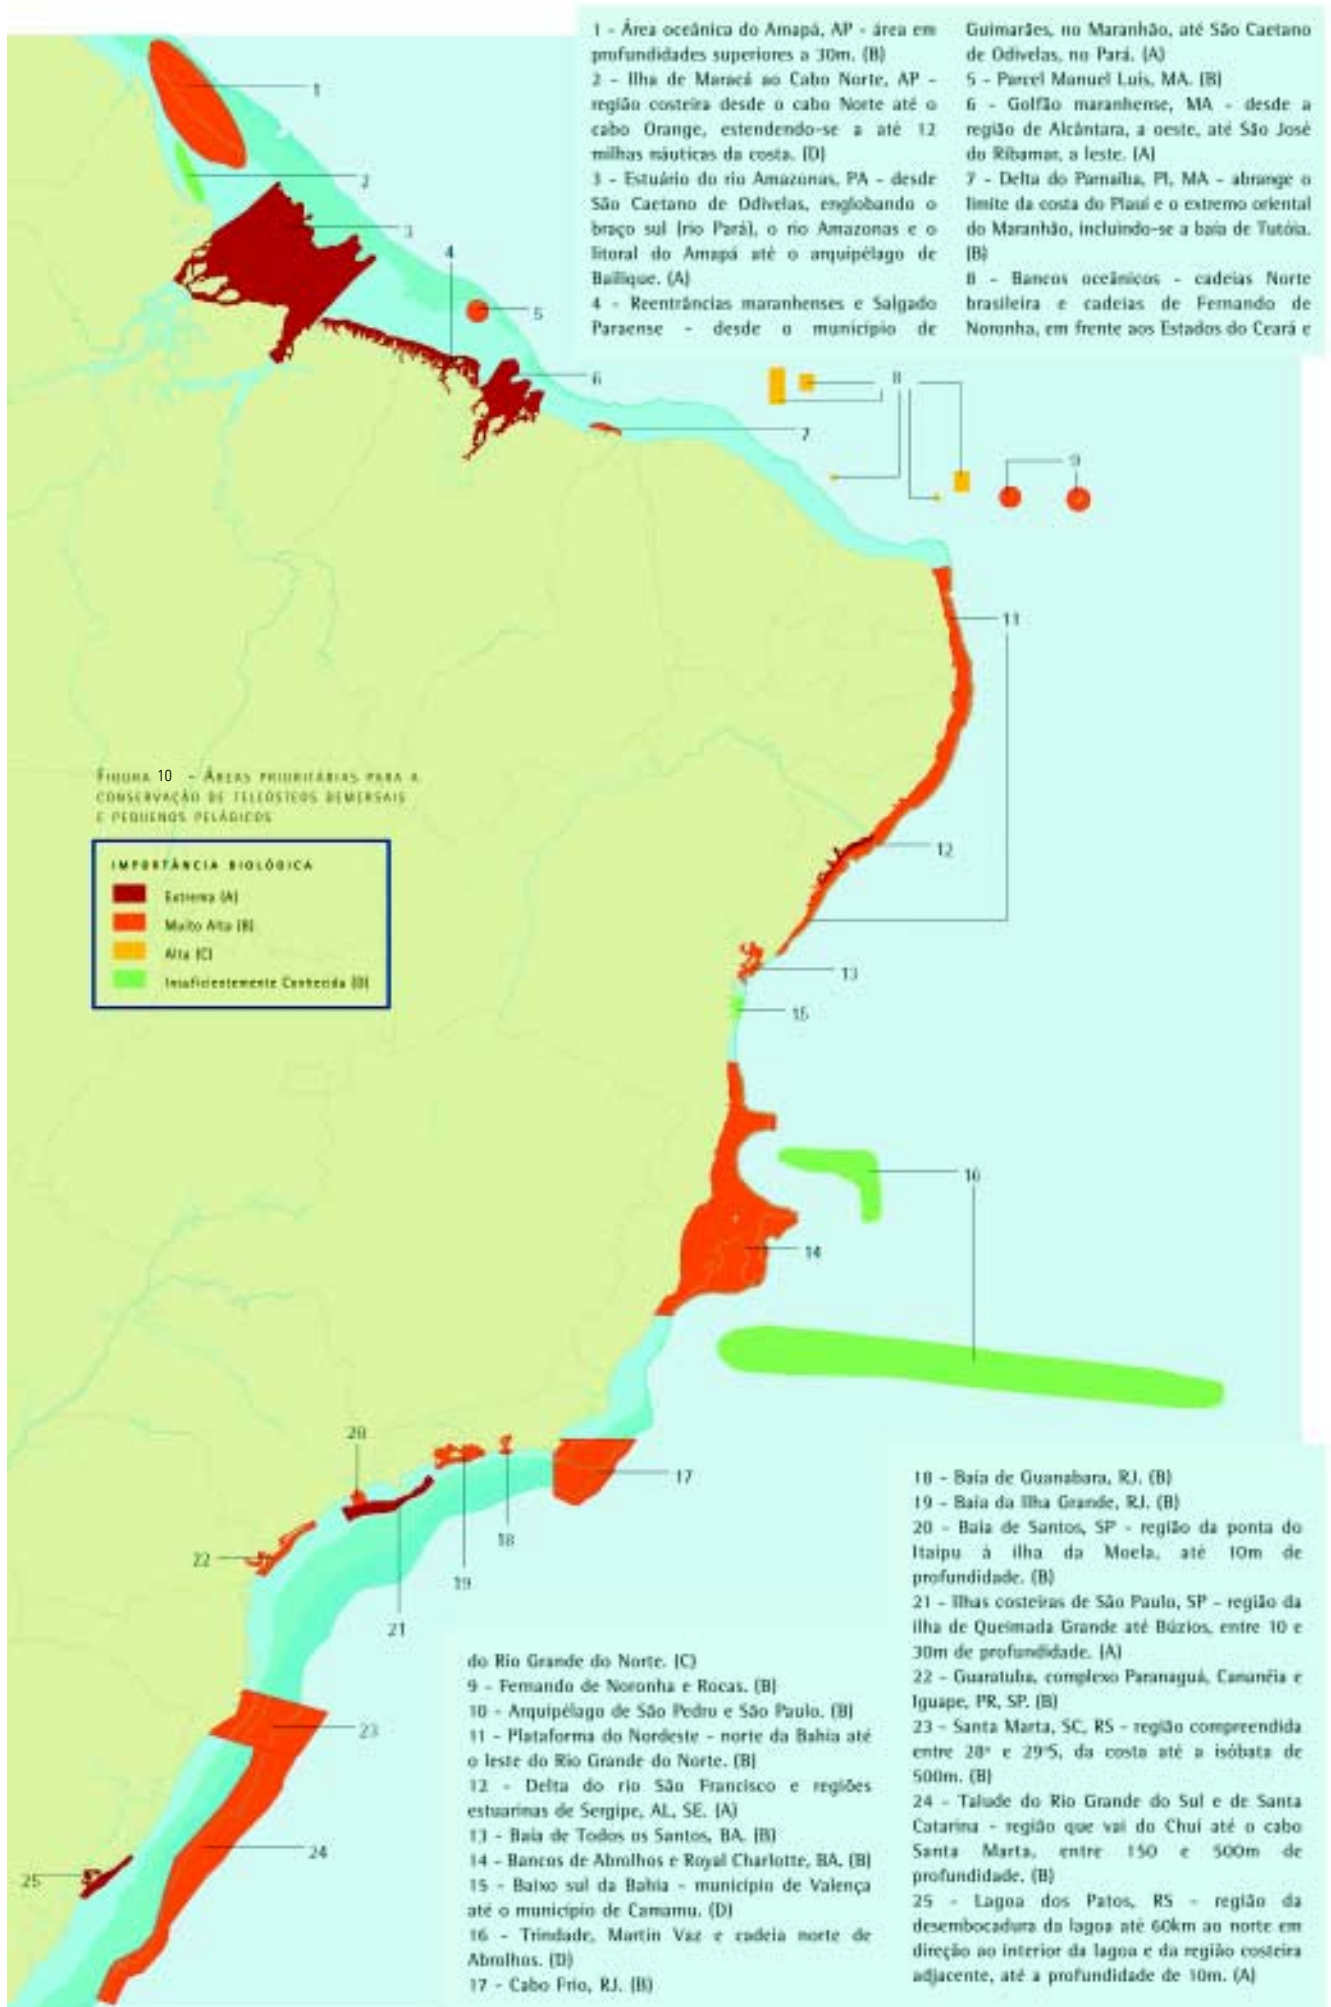 1 - Área oceânica do Amapá, AP - área em
profundidades superiores a 30m. (B)
2 - Ilha de Maracá ao Cabo Norte, AP -
região costeira desde o cabo Norte até o
cabo Orange, estendendo-se a até 12
milhas náuticas da costa. (D)
3 - Estuário do rio Amazonas, PA - desde
São Caetano de Odivelas, englobando o
braço sul (rio Pará), o rio Amazonas e o
litoral do Amapá até o arquipélago de
Bailique. (A)
4 - Reentrâncias maranhenses e Salgado
Paraense - desde o município de
Guimarães, no Maranhão, até São Caetano
de Odivelas, no Pará. (A)
5 - Parcel Manuel Luís, MA. (B)
6 - Golfão maranhense, MA - desde a
região de Alcântara, a oeste, até São José
do Ribamar, a leste. (A)
7 - Delta do Parnaíba, PI, MA - abrange o
limite da costa do Piauí e o extremo oriental
do Maranhão, incluindo-se a baía de Tutóia.
(B)
8 - Bancos oceânicos - cadeias Norte
brasileira e cadeias de Fernando de
Noronha, em frente aos Estados do Ceará e
1
2
3
4
5
6
7
8
9
11
12
13
15
16
14
17
18
19
20
21
22
23
24
25
FIGURA 10 - ÁREAS PRIORITÁRIAS PARA A
CONSERVAÇÃO DE TELEÓSTEOS DEMERSAIS
E PEQUENOS PELÁGICOS
IMPORTÂNCIA BIOLÓGICA
Extrema (A)
Muito Alta (B)
Alta (C)
Insuficientemente Conhecida (D)
do Rio Grande do Norte. (C)
9 - Fernando de Noronha e Rocas. (B)
10 - Arquipélago de São Pedro e São Paulo. (B)
11 - Plataforma do Nordeste - norte da Bahia até
o leste do Rio Grande do Norte. (B)
12 - Delta do rio São Francisco e regiões
estuarinas de Sergipe, AL, SE. (A)
13 - Baía de Todos os Santos, BA. (B)
14 - Bancos de Abrolhos e Royal Charlotte, BA. (B)
15 - Baixo sul da Bahia - município de Valença
até o município de Camamu. (D)
16 - Trindade, Martin Vaz e cadeia norte de
Abrolhos. (D)
17 - Cabo Frio, RJ. (B)
18 - Baía de Guanabara, RJ. (B)
19 - Baía da Ilha Grande, RJ. (B)
20 - Baía de Santos, SP - região da ponta do
Itaipu à ilha da Moela, até 10m de
profundidade. (B)
21 - Ilhas costeiras de São Paulo, SP - região da
ilha de Queimada Grande até Búzios, entre 10 e
30m de profundidade. (A)
22 - Guaratuba, complexo Paranaguá, Cananéia e
Iguape, PR, SP. (B)
23 - Santa Marta, SC, RS - região compreendida
entre 28º e 29ºS, da costa até a isóbata de
500m. (B)
24 - Talude do Rio Grande do Sul e de Santa
Catarina - região que vai do Chuí até o cabo
Santa Marta, entre 150 e 500m de
profundidade. (B)
25 - Lagoa dos Patos, RS - região da
desembocadura da lagoa até 60km ao norte em
direção ao interior da lagoa e da região costeira
adjacente, até a profundidade de 10m. (A)